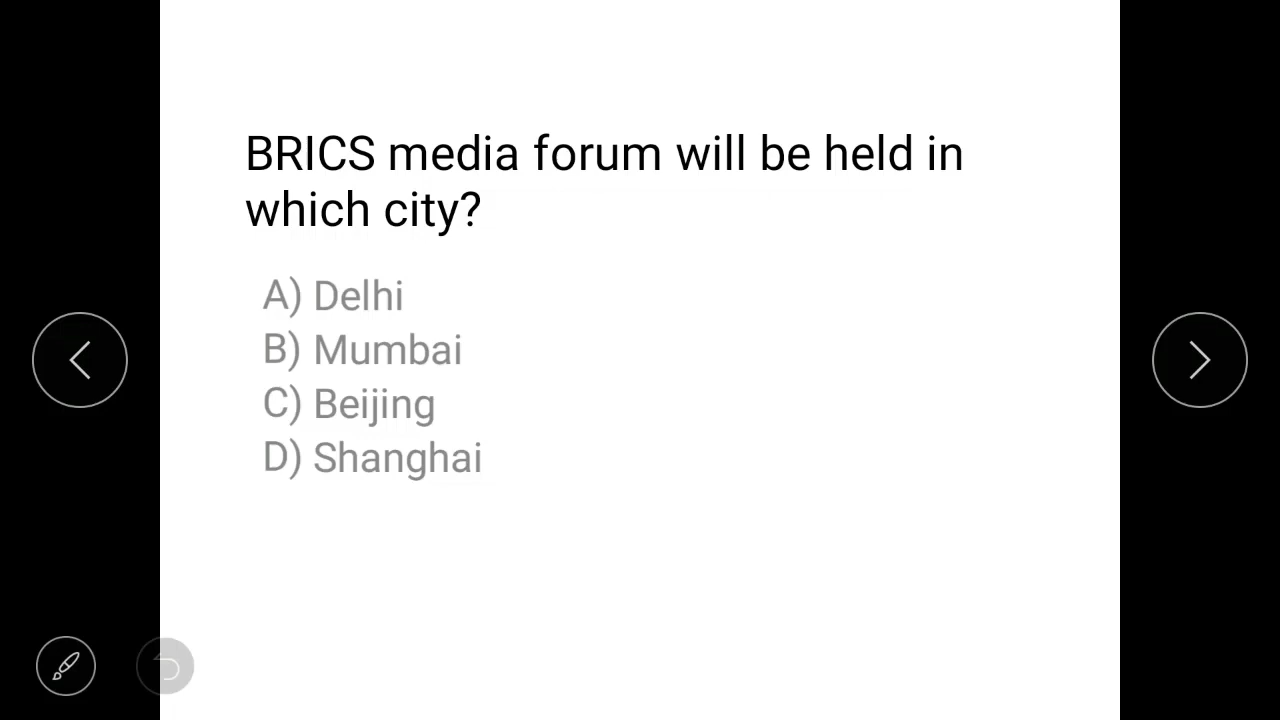 BRICS media forum will be held in
which city?
A) Delhi
B) Mumbai
C) Beijing
D) Shanghai